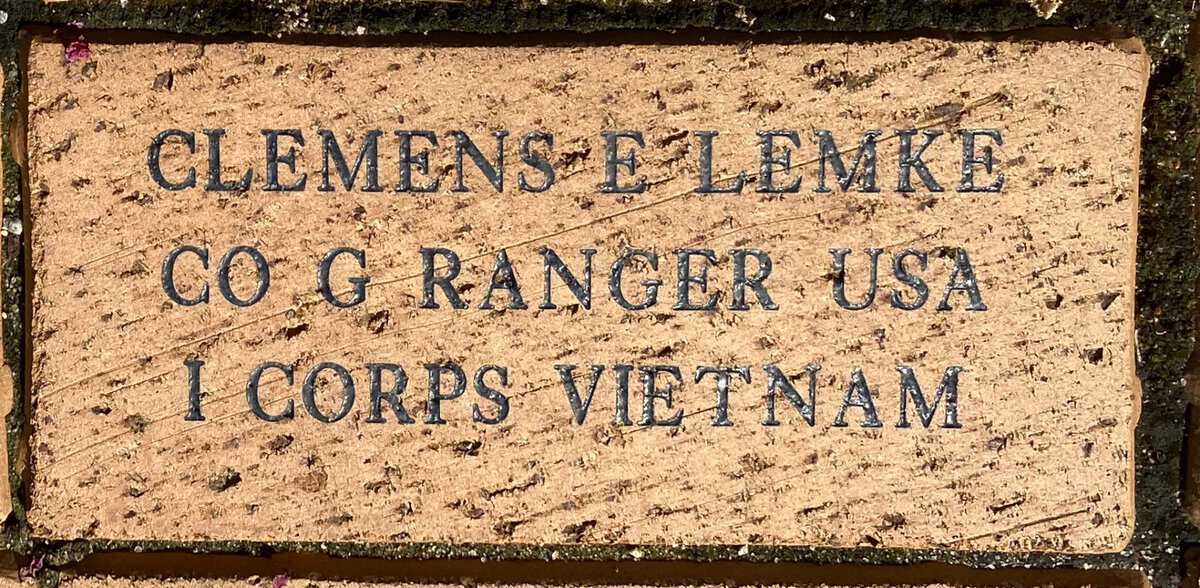 CLEMENS E LEMKE
CO G RANGER USA
I CORPS VIETNAM